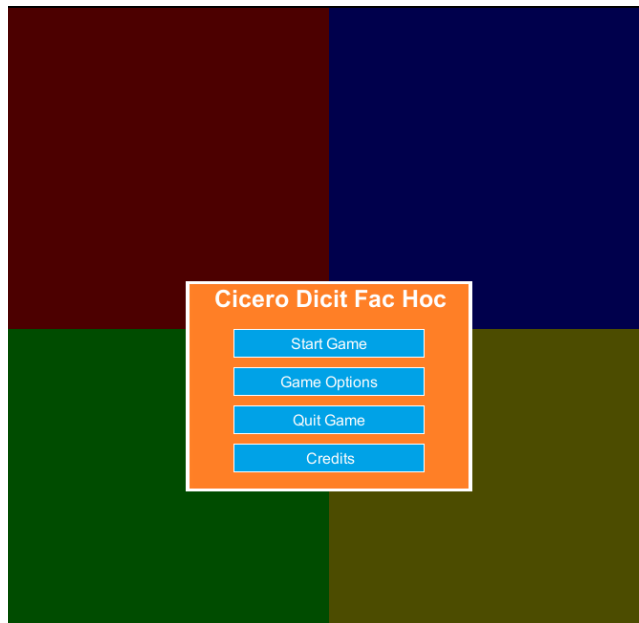 Cicero Dicit Fac Hoc
Start Game
Game Options
Quit Game
Credits